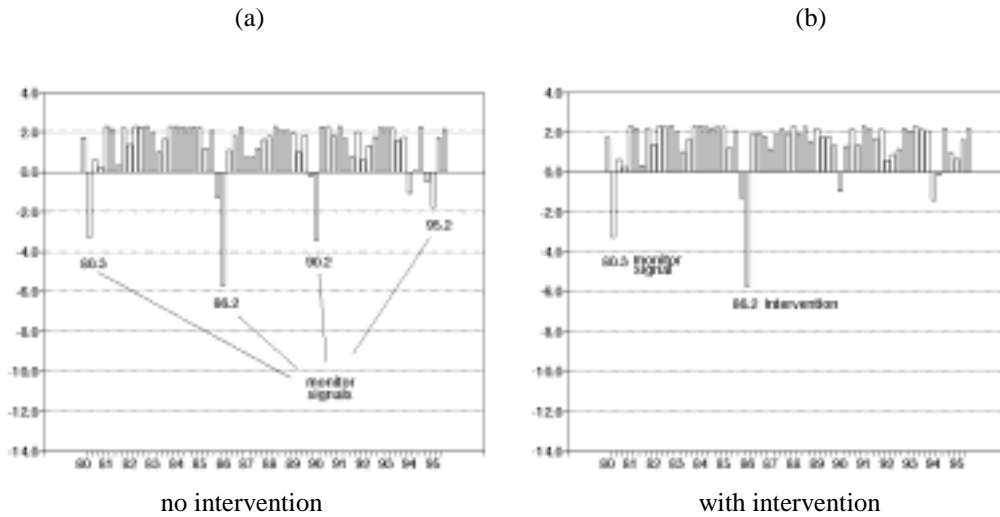 (a)
(b)
4.0
2.0
0.0
-2.0
-4.0
-6.0
-8.0
-10.0
-12.0
-14.0
80.3
86.2
90.2
95.2
monitor
signals
80 81 82 83 84 85 86 87 88 89 90 91 92 93 94 95
no intervention
4.0
2.0
0.0
-2.0
-4.0
-6.0
-8.0
-10.0
-12.0
-14.0
80.3 monitor
signal
86.2 intervention
80 81 82 83 84 85 86 87 88 89 90 91 92 93 94 95
with intervention